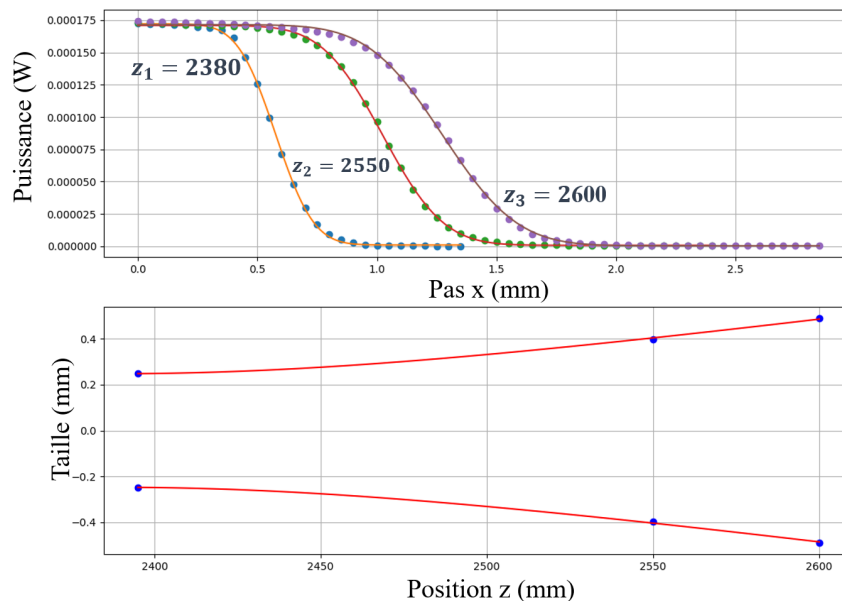 Puissance (W)
0.000175
0.000150
0.000125
0.000100
0.000075
0.000050
0.000025
0.000000
z₁ = 2380
z₂ = 2550
z₃ = 2600
0.0 0.5 1.0 1.5 2.0 2.5
Pas x (mm)
Taille (mm)
0.4
0.2
0.0
−0.2
−0.4
2400 2450 2500 2550 2600
Position z (mm)